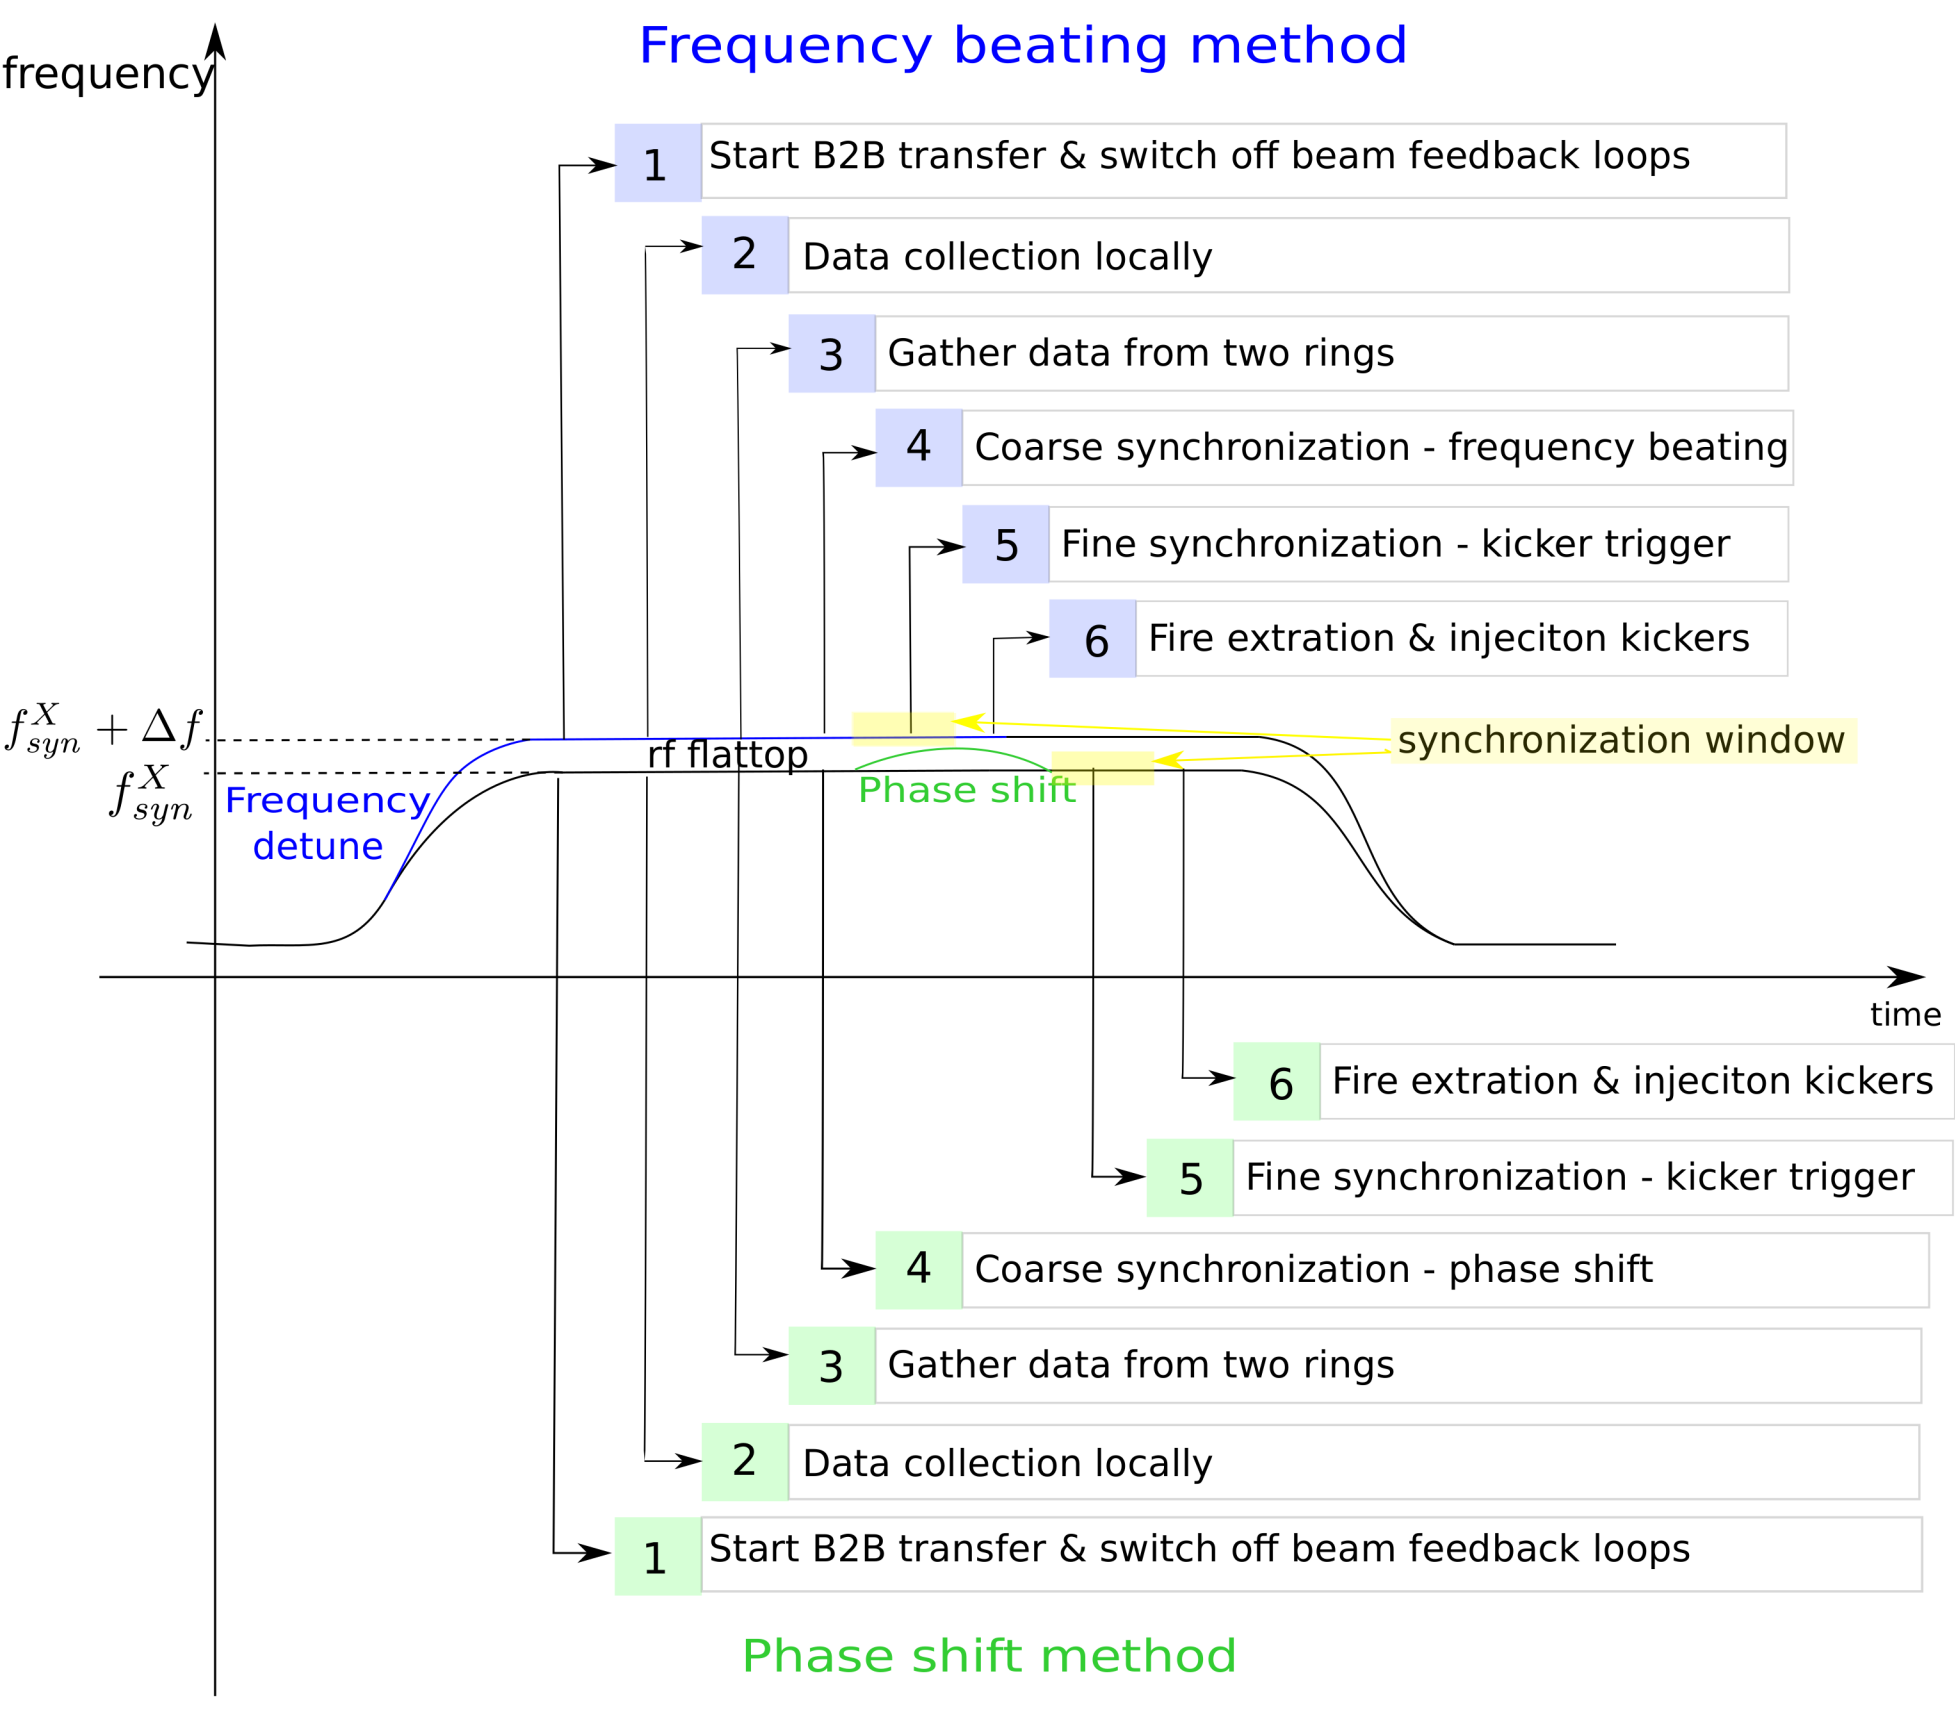 Frequency beating method
frequency
1 Start B2B transfer & switch off beam feedback loops
2 Data collection locally
3 Gather data from two rings
4 Coarse synchronization - frequency beating
5 Fine synchronization - kicker trigger
6 Fire extration & injeciton kickers
f_{syn}^{X} + Δf
synchronization window
rf flattop
f_{syn}^{X}
Frequency
detune
Phase shift
time
6 Fire extration & injeciton kickers
5 Fine synchronization - kicker trigger
4 Coarse synchronization - phase shift
3 Gather data from two rings
2 Data collection locally
1 Start B2B transfer & switch off beam feedback loops
Phase shift method